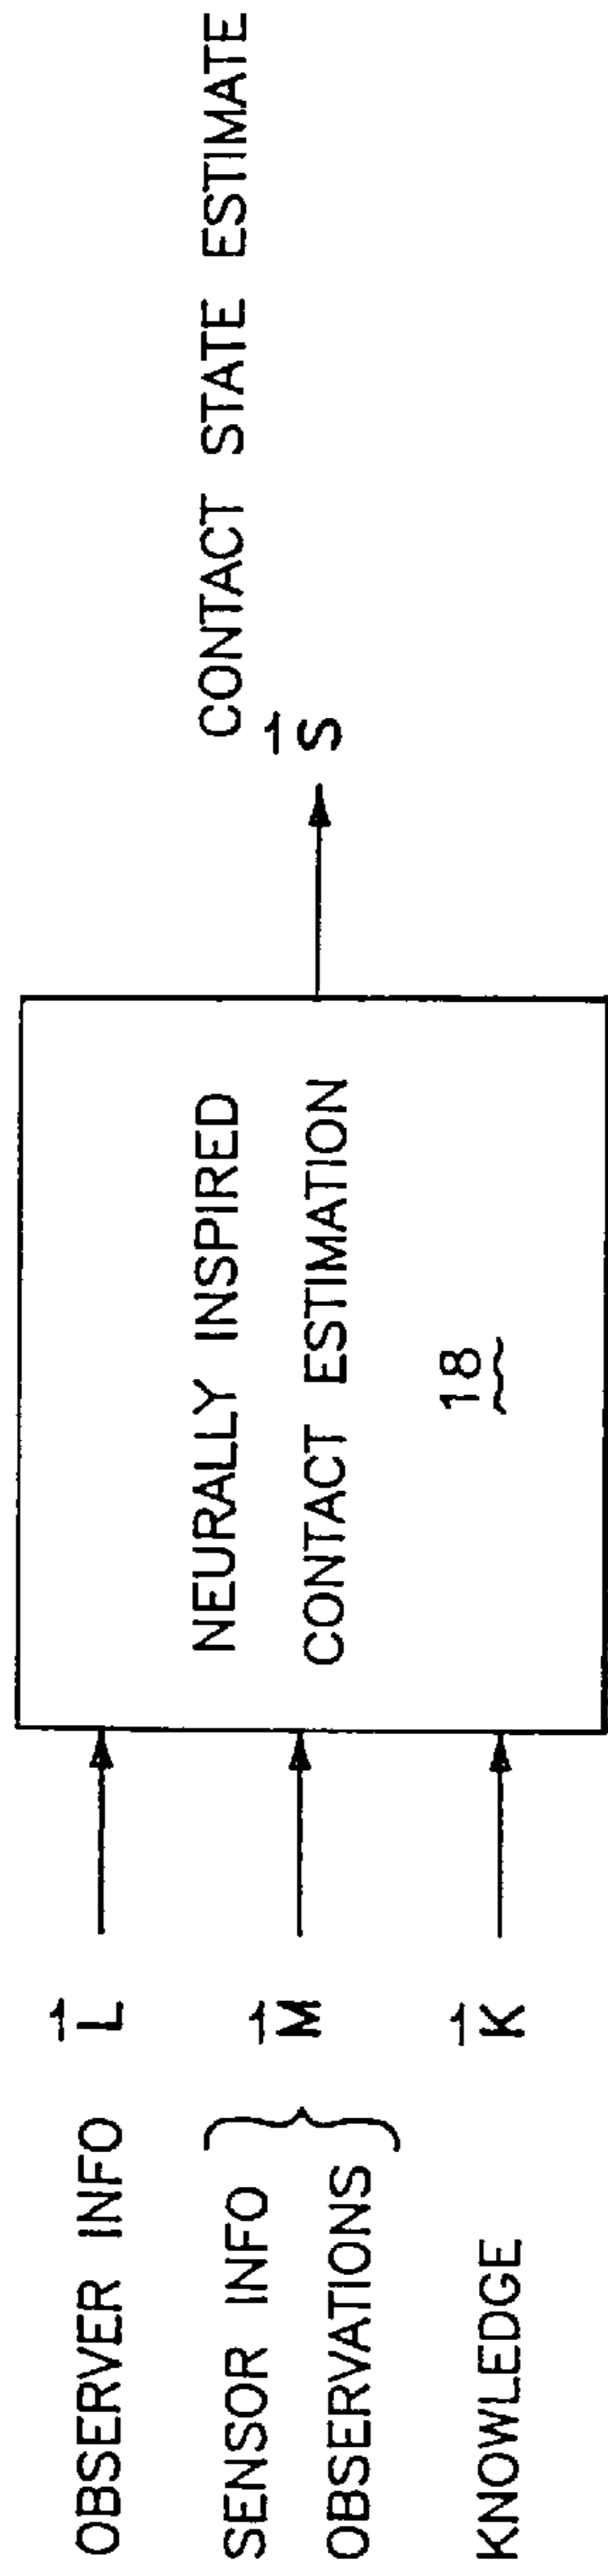 OBSERVER INFO L⃗
SENSOR INFO
OBSERVATIONS
} M⃗
KNOWLEDGE K⃗
NEURALLY INSPIRED
CONTACT ESTIMATION
18
CONTACT STATE ESTIMATE
S⃗